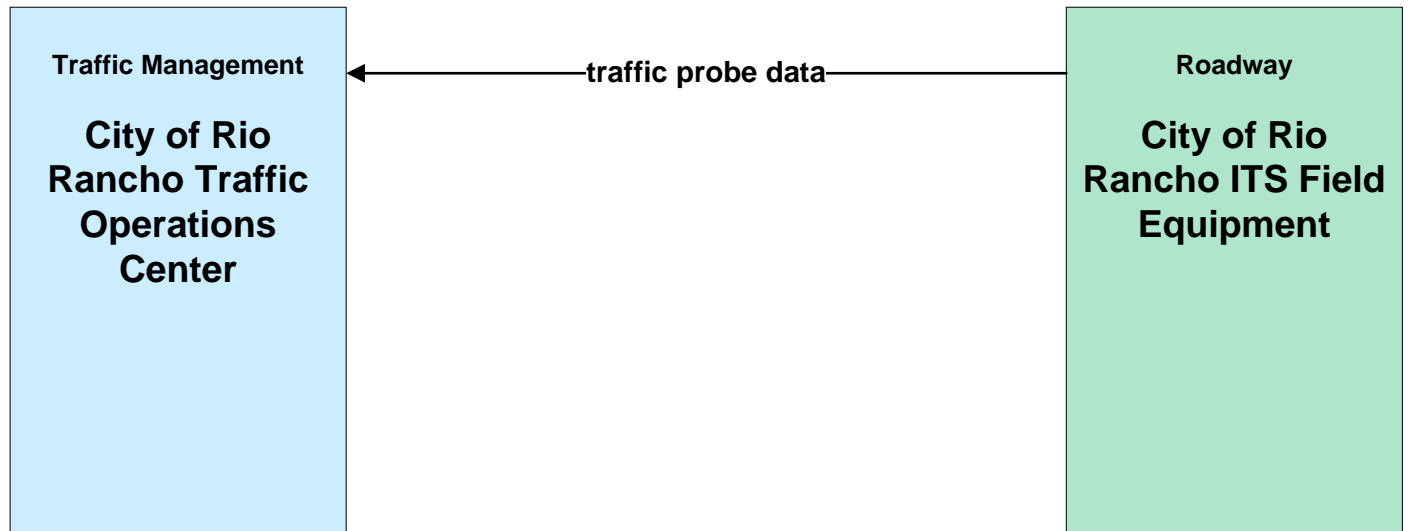 Traffic Management
City of Rio
Rancho Traffic
Operations
Center
traffic probe data
Roadway
City of Rio
Rancho ITS Field
Equipment